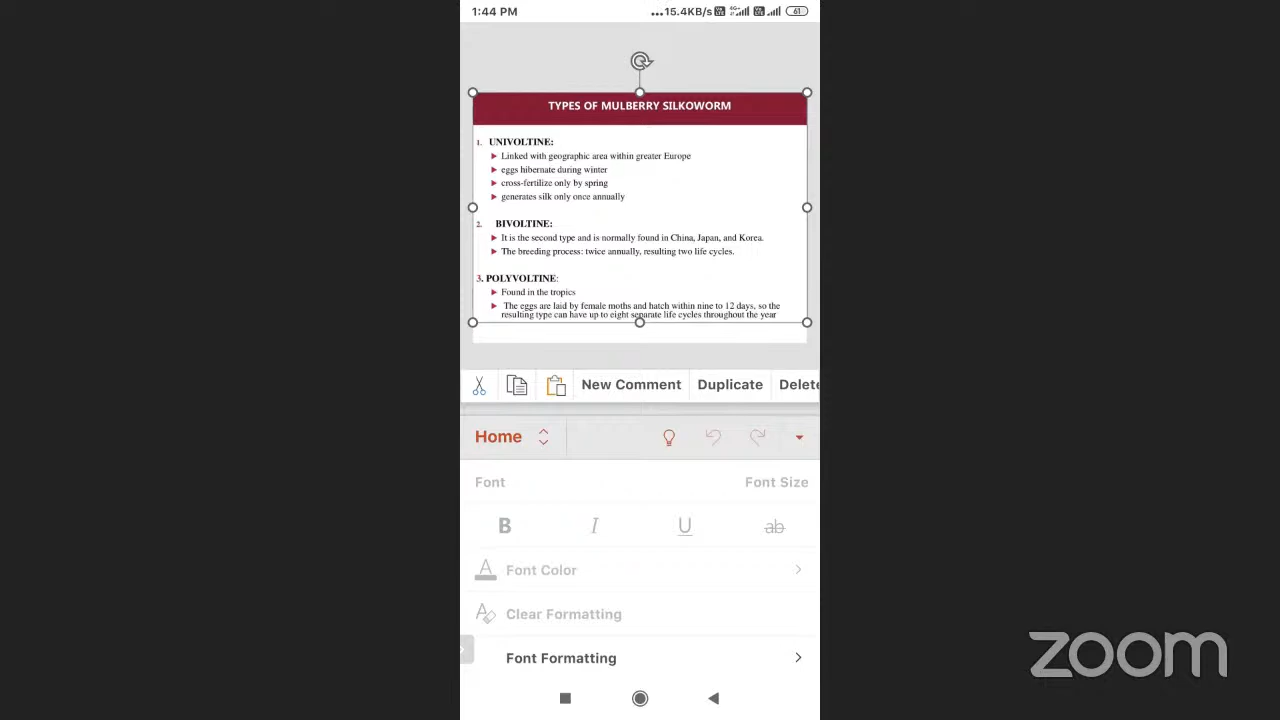 1:44 PM
...15.4KB/s
4G+
61
TYPES OF MULBERRY SILKOWORM
1. UNIVOLTINE:
Linked with geographic area within greater Europe
eggs hibernate during winter
cross-fertilize only by spring
generates silk only once annually
2. BIVOLTINE:
It is the second type and is normally found in China, Japan, and Korea.
The breeding process: twice annually, resulting two life cycles.
3. POLYVOLTINE:
Found in the tropics
The eggs are laid by female moths and hatch within nine to 12 days, so the
resulting type can have up to eight separate life cycles throughout the year
New Comment Duplicate Delete
Home
Font Font Size
B I U ab
A Font Color
A Clear Formatting
Font Formatting
zoom